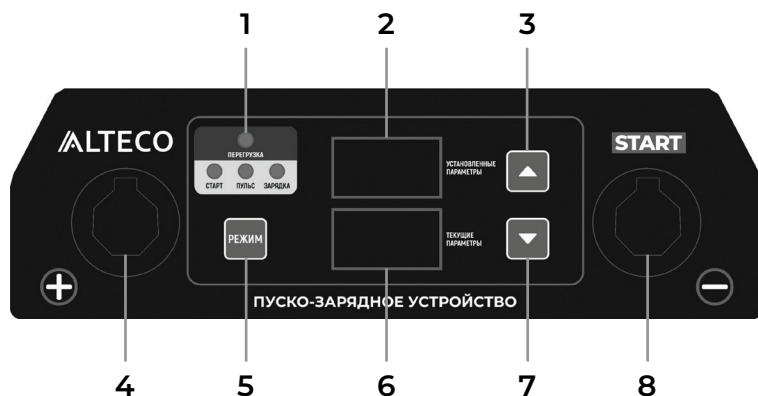 1 2 3
ALTECO
START
ПЕРЕГРУЗКА
СТАРТ ПУЛЬС ЗАРЯДКА
УСТАНОВЛЕННЫЕ
ПАРАМЕТРЫ
РЕЖИМ
ТЕКУЩИЕ
ПАРАМЕТРЫ
+
−
ПУСКО-ЗАРЯДНОЕ УСТРОЙСТВО
4 5 6 7 8